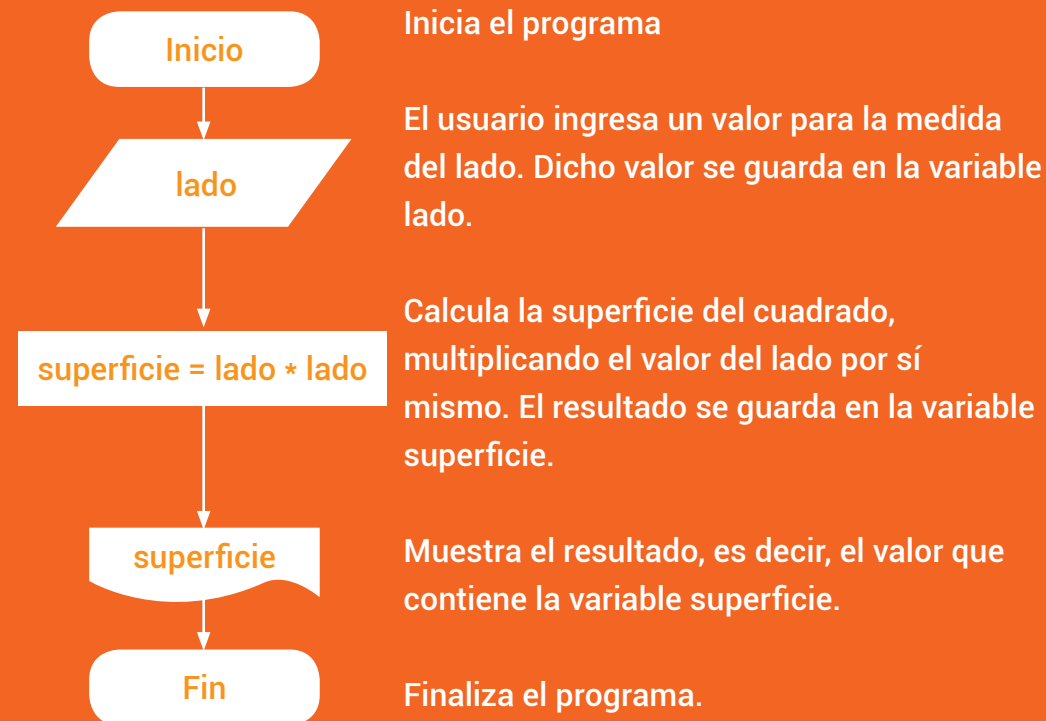 Inicio
Inicia el programa
lado
El usuario ingresa un valor para la medida
del lado. Dicho valor se guarda en la variable
lado.
superficie = lado * lado
Calcula la superficie del cuadrado,
multiplicando el valor del lado por sí
mismo. El resultado se guarda en la variable
superficie.
superficie
Muestra el resultado, es decir, el valor que
contiene la variable superficie.
Fin
Finaliza el programa.